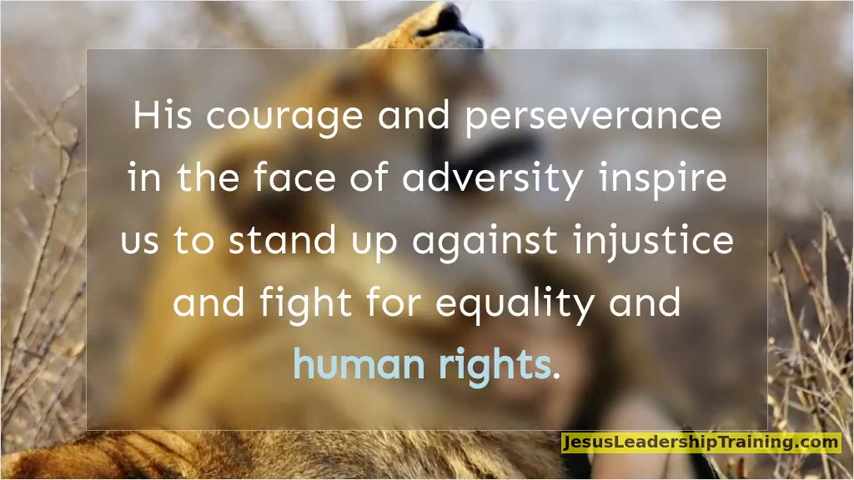 His courage and perseverance
in the face of adversity inspire
us to stand up against injustice
and fight for equality and
human rights.
JesusLeadershipTraining.com